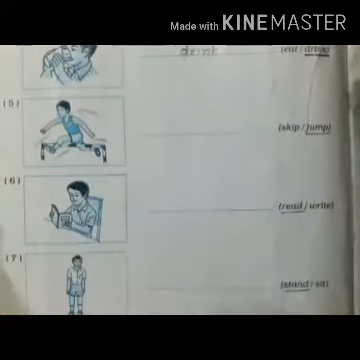 Made with KINEMASTER
drink (eat / drink)
(5)
(skip / jump)
(6)
(read / write)
(7)
(stand / sit)